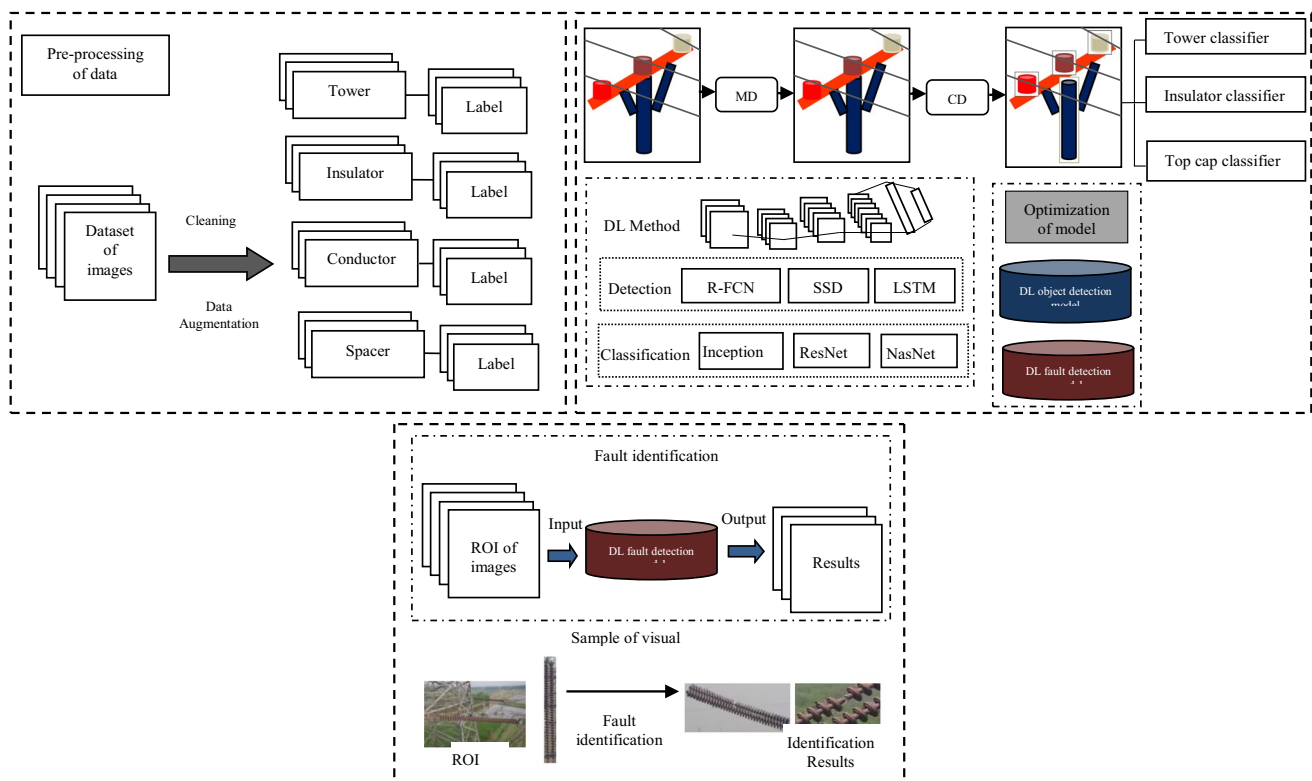 Pre-processing
of data
Dataset
of
images
Cleaning
Data
Augmentation
Tower
Label
Insulator
Label
Conductor
Label
Spacer
Label
MD
CD
Tower classifier
Insulator classifier
Top cap classifier
DL Method
Detection
R-FCN
SSD
LSTM
Classification
Inception
ResNet
NasNet
Optimization
of model
DL object detection
model
DL fault detection
Fault identification
ROI of
images
Input
DL fault detection
Output
Results
Sample of visual
ROI
Fault
identification
Identification
Results